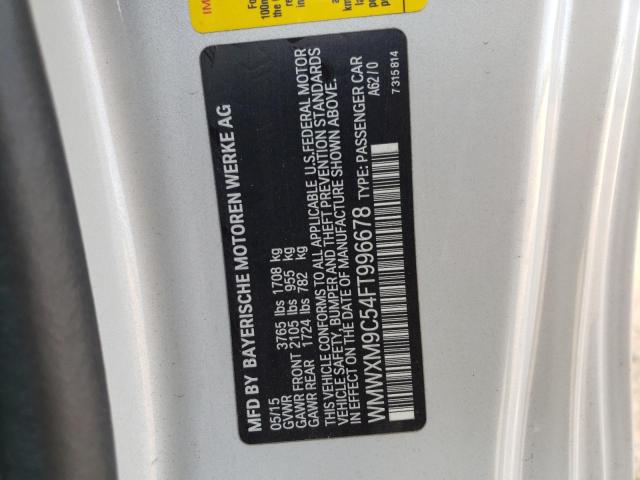 IM
MFD BY BAYERISCHE MOTOREN WERKE AG
05/15
GVWR 3765 lbs 1708 kg
GAWR FRONT 2105 lbs 955 kg
GAWR REAR 1724 lbs 782 kg
THIS VEHICLE CONFORMS TO ALL APPLICABLE U.S. FEDERAL MOTOR
VEHICLE SAFETY, BUMPER AND THEFT PREVENTION STANDARDS
IN EFFECT ON THE DATE OF MANUFACTURE SHOWN ABOVE.
WMWXM9C54FT996678 TYPE: PASSENGER CAR
A62/0
7 315 814